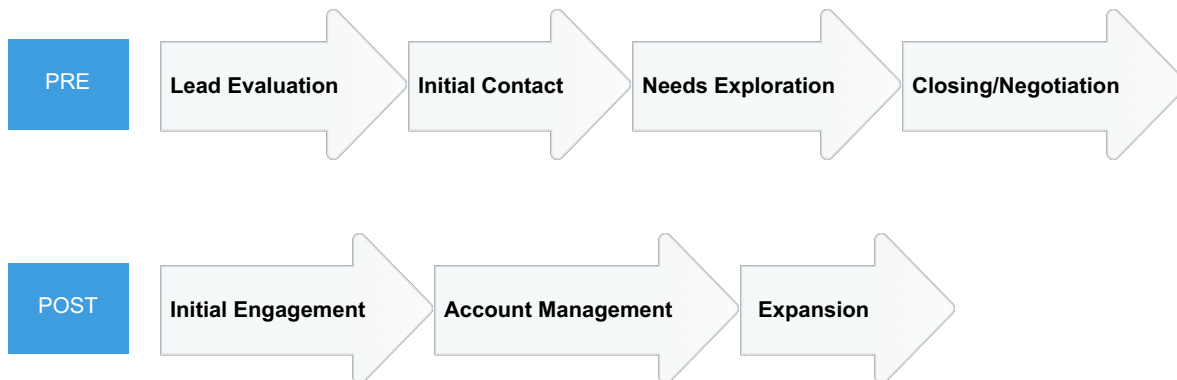 PRE
Lead Evaluation
Initial Contact
Needs Exploration
Closing/Negotiation
POST
Initial Engagement
Account Management
Expansion